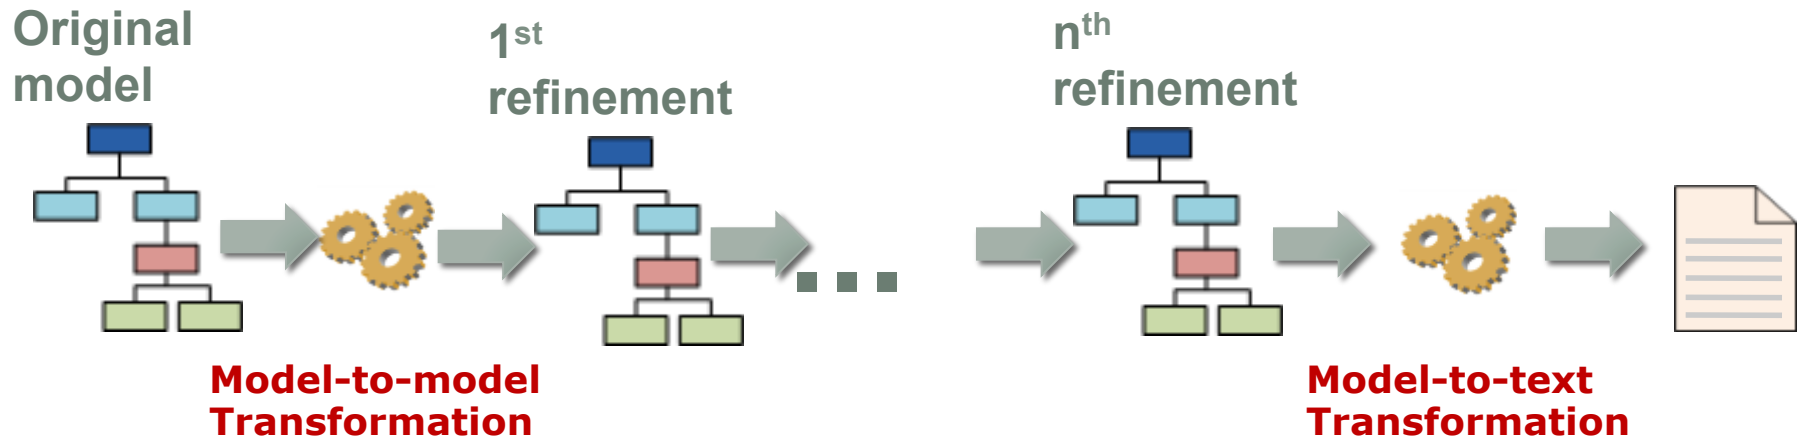 Original
model
1st
refinement
nth
refinement
Model-to-model
Transformation
Model-to-text
Transformation